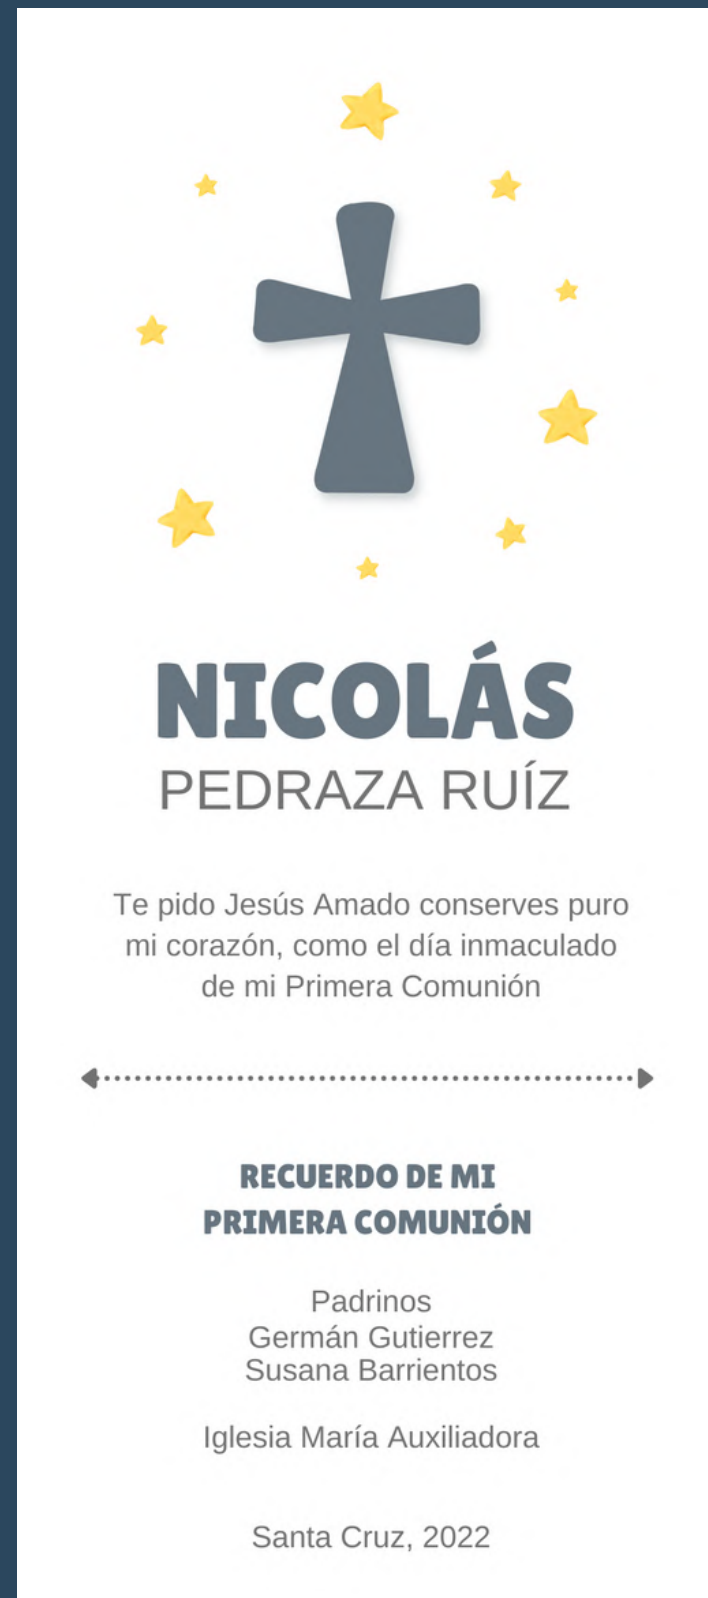 NICOLÁS
PEDRAZA RUÍZ
Te pido Jesús Amado conserves puro
mi corazón, como el día inmaculado
de mi Primera Comunión
RECUERDO DE MI
PRIMERA COMUNIÓN
Padrinos
Germán Gutierrez
Susana Barrientos
Iglesia María Auxiliadora
Santa Cruz, 2022